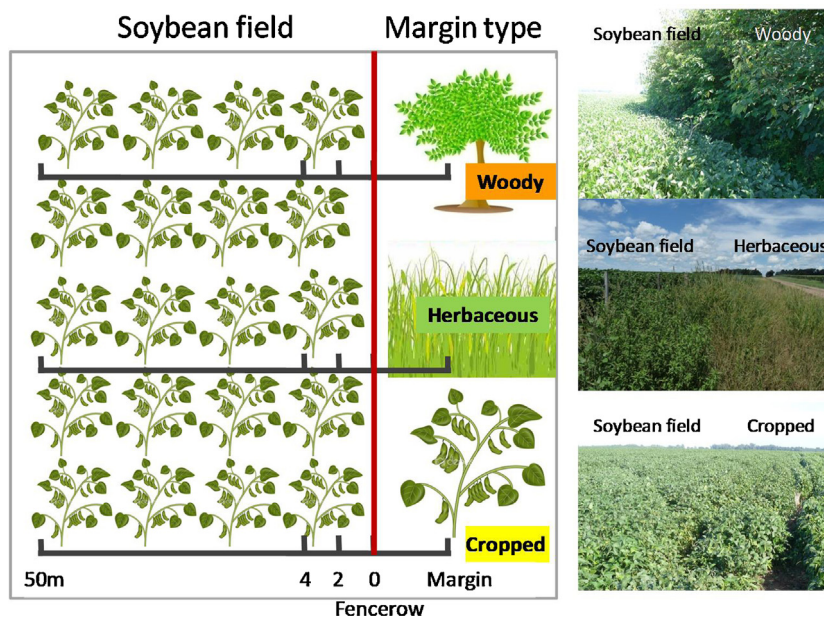 Soybean field Margin type
Woody
Herbaceous
Cropped
50m 4 2 0 Margin
Fencerow
Soybean field Woody
Soybean field Herbaceous
Soybean field Cropped